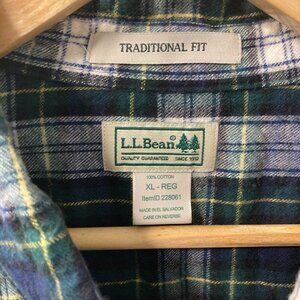 TRADITIONAL FIT
L.L.Bean
QUALITY GUARANTEED SINCE 1912
100% COTTON
XL - REG
ItemID 228061
MADE IN EL SALVADOR
CARE ON REVERSE